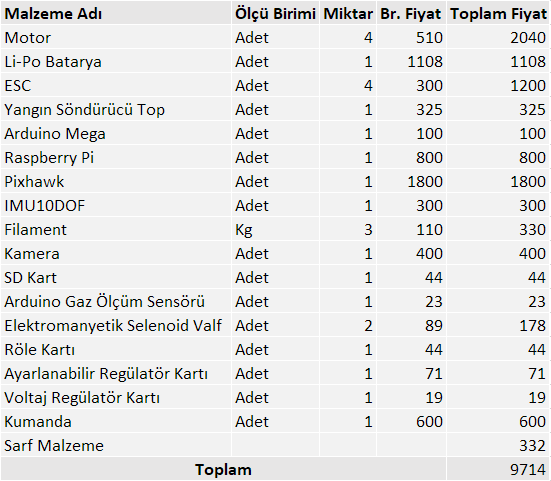 Malzeme Adı Ölçü Birimi Miktar Br. Fiyat Toplam Fiyat
Motor Adet 4 510 2040
Li-Po Batarya Adet 1 1108 1108
ESC Adet 4 300 1200
Yangın Söndürücü Top Adet 1 325 325
Arduino Mega Adet 1 100 100
Raspberry Pi Adet 1 800 800
Pixhawk Adet 1 1800 1800
IMU10DOF Adet 1 300 300
Filament Kg 3 110 330
Kamera Adet 1 400 400
SD Kart Adet 1 44 44
Arduino Gaz Ölçüm Sensörü Adet 1 23 23
Elektromanyetik Selenoid Valf Adet 2 89 178
Röle Kartı Adet 1 44 44
Ayarlanabilir Regülatör Kartı Adet 1 71 71
Voltaj Regülatör Kartı Adet 1 19 19
Kumanda Adet 1 600 600
Sarf Malzeme 332
Toplam 9714